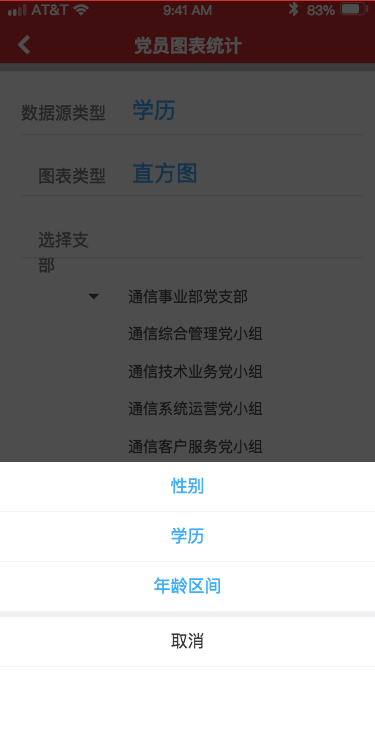 AT&T 9:41 AM 83%
党员图表统计
数据源类型 学历
图表类型 直方图
选择支
部
通信事业部党支部
通信综合管理党小组
通信技术业务党小组
通信系统运营党小组
通信客户服务党小组
性别
学历
年龄区间
取消